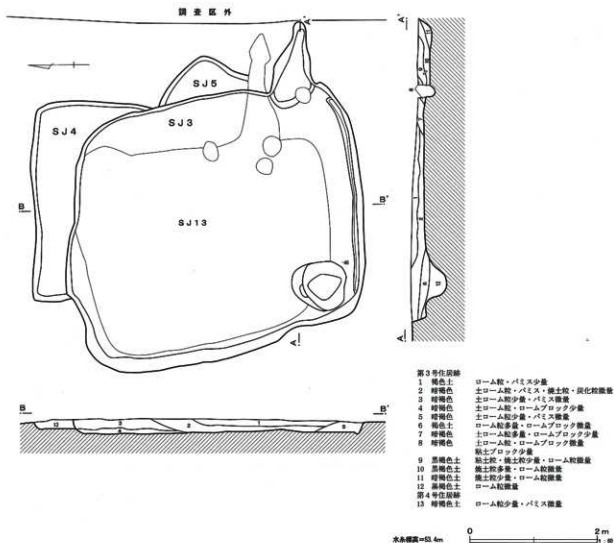 調査区外
A'
A'
SJ5
SJ4
SJ3
B
B'
SJ13
A
A
B
B'
第3号住居跡
1 褐色土 ローム粒・パミス少量
2 暗褐色 土ローム粒・パミス・焼土粒・炭化粒微量
3 暗褐色 土ローム粒少量・パミス微量
4 暗褐色 土ローム粒・ロームブロック少量
5 暗褐色 土ローム粒少量・パミス微量
6 褐色土 ローム粒多量・ロームブロック微量
7 暗褐色 土ローム粒多量・ロームブロック少量
8 暗褐色 土ローム粒・ロームブロック微量
粘土ブロック少量
9 黒褐色土 粘土粒・焼土粒少量・ローム粒微量
10 黒褐色土 焼土粒多量・ローム粒微量
11 暗褐色土 焼土粒少量・ローム粒微量
12 黒褐色土 ローム粒微量
第4号住居跡
13 暗褐色土 ローム粒少量・パミス微量
水糸標高=53.4m
0 2m